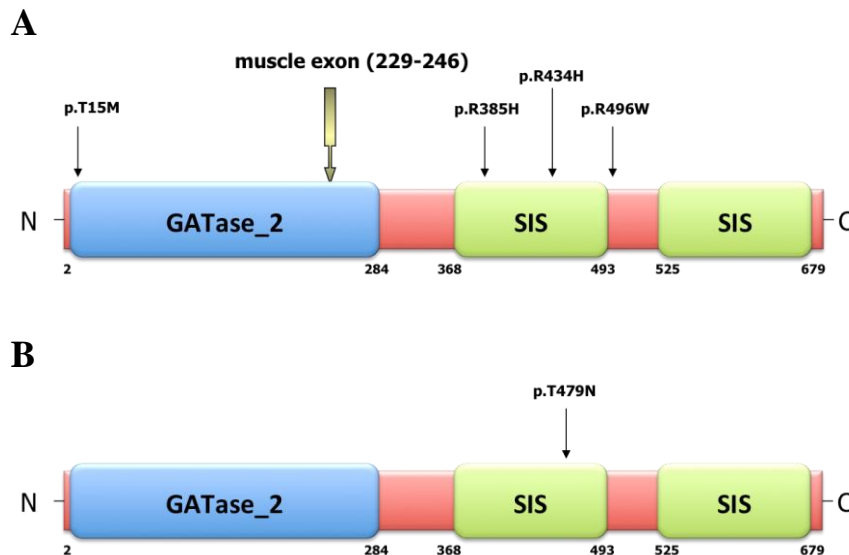 A
muscle exon (229-246)
p.R434H
p.T15M
p.R385H
p.R496W
N
GATase_2
SIS
SIS
C
2
284
368
493
525
679
B
p.T479N
N
GATase_2
SIS
SIS
C
2
284
368
493
525
679